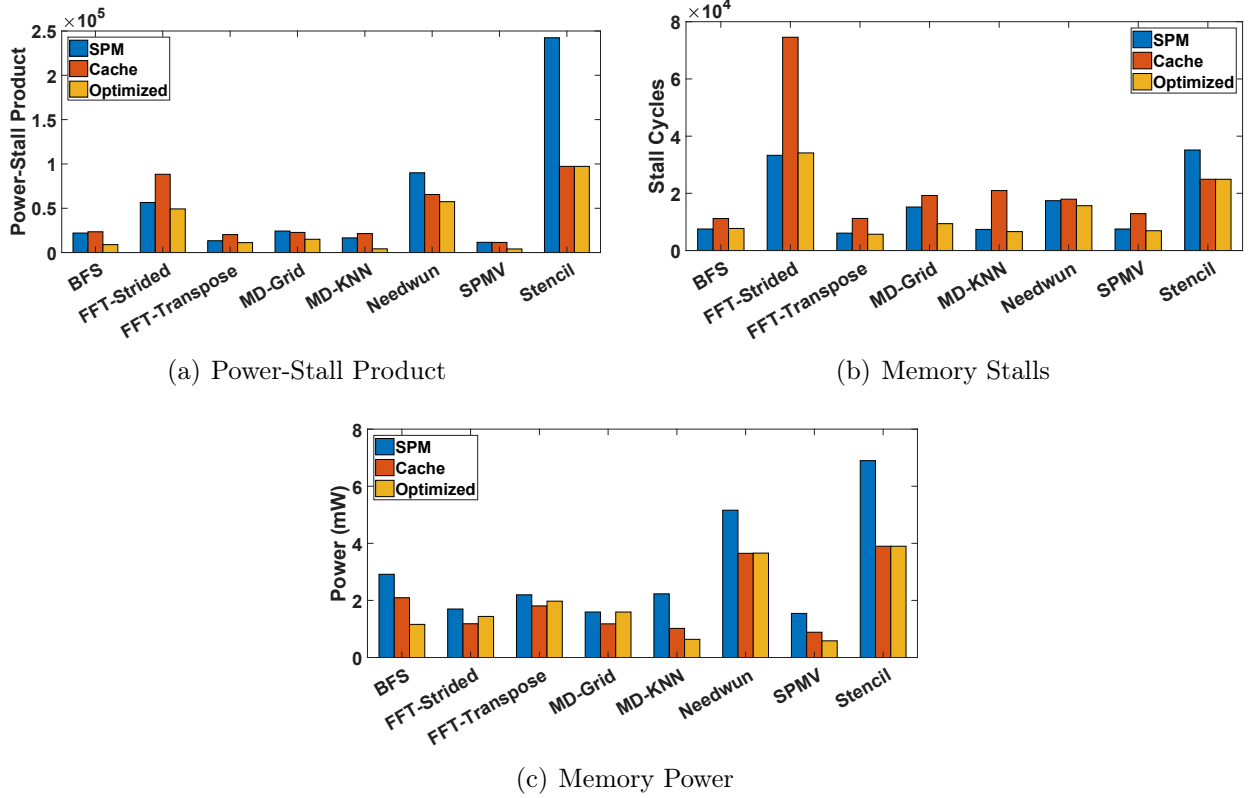 ×10⁵
2.5
2
1.5
1
0.5
0
Power-Stall Product
SPM
Cache
Optimized
BFS
FFT-Strided
FFT-Transpose
MD-Grid
MD-KNN
Needwun
SPMV
Stencil
(a) Power-Stall Product
×10⁴
8
6
4
2
0
Stall Cycles
SPM
Cache
Optimized
BFS
FFT-Strided
FFT-Transpose
MD-Grid
MD-KNN
Needwun
SPMV
Stencil
(b) Memory Stalls
8
6
4
2
0
Power (mW)
SPM
Cache
Optimized
BFS
FFT-Strided
FFT-Transpose
MD-Grid
MD-KNN
Needwun
SPMV
Stencil
(c) Memory Power